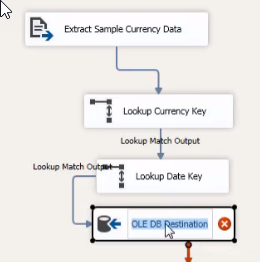 Extract Sample Currency Data
Lookup Currency Key
Lookup Match Output
Lookup Match Output
Lookup Date Key
OLE DB Destination